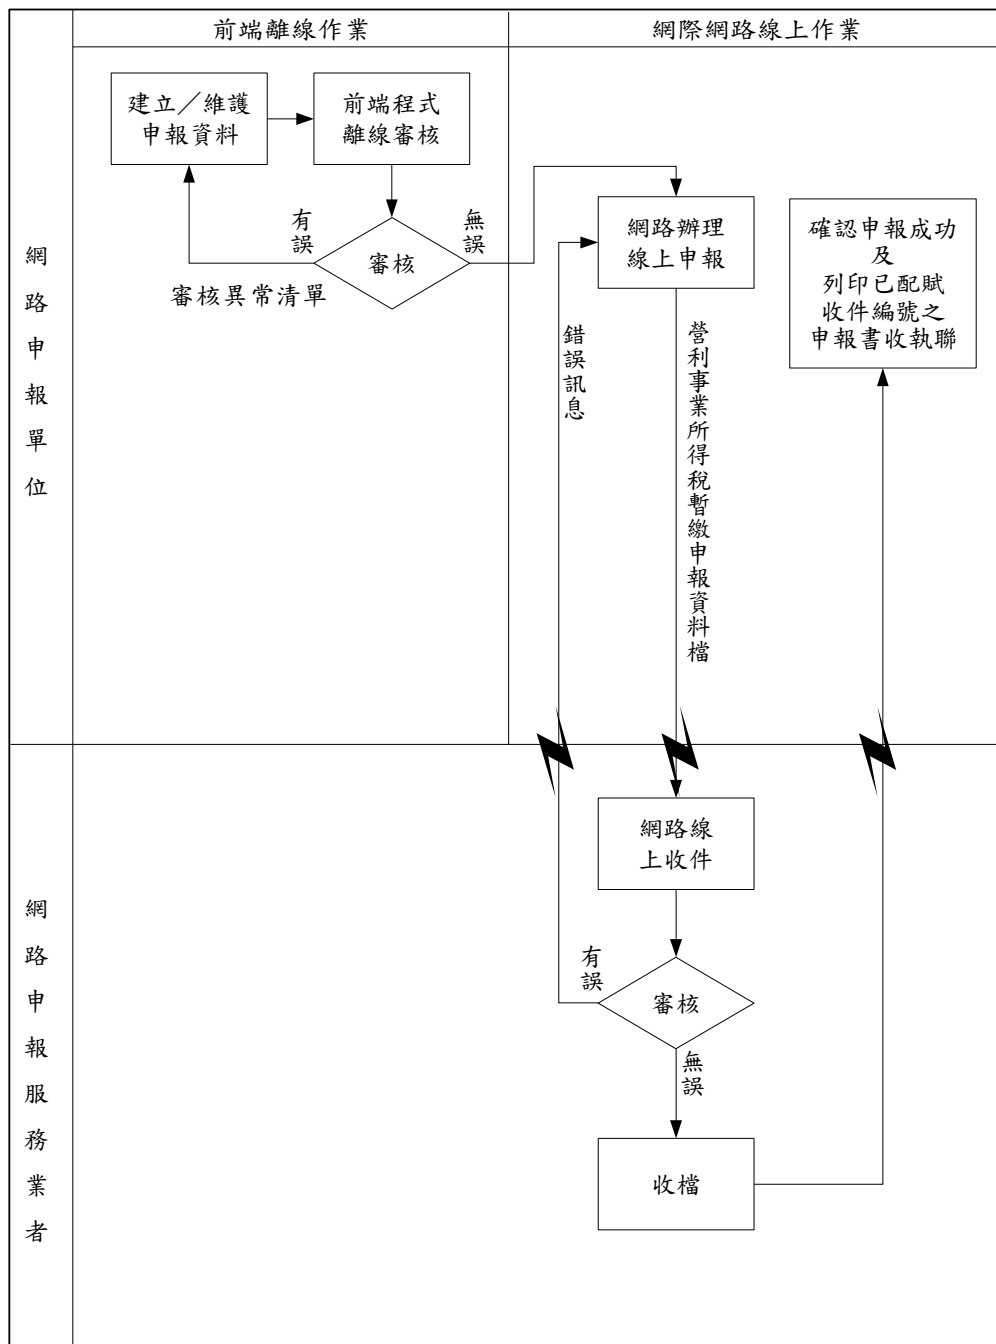 前端離線作業
網際網路線上作業
網路申報單位
建立／維護
申報資料
前端程式
離線審核
有誤
審核
無誤
審核異常清單
網路辦理
線上申報
確認申報成功
及
列印已配賦
收件編號之
申報書收執聯
錯誤訊息
營利事業所得稅暫繳申報資料檔
網路申報服務業者
網路線
上收件
有誤
審核
無誤
收檔